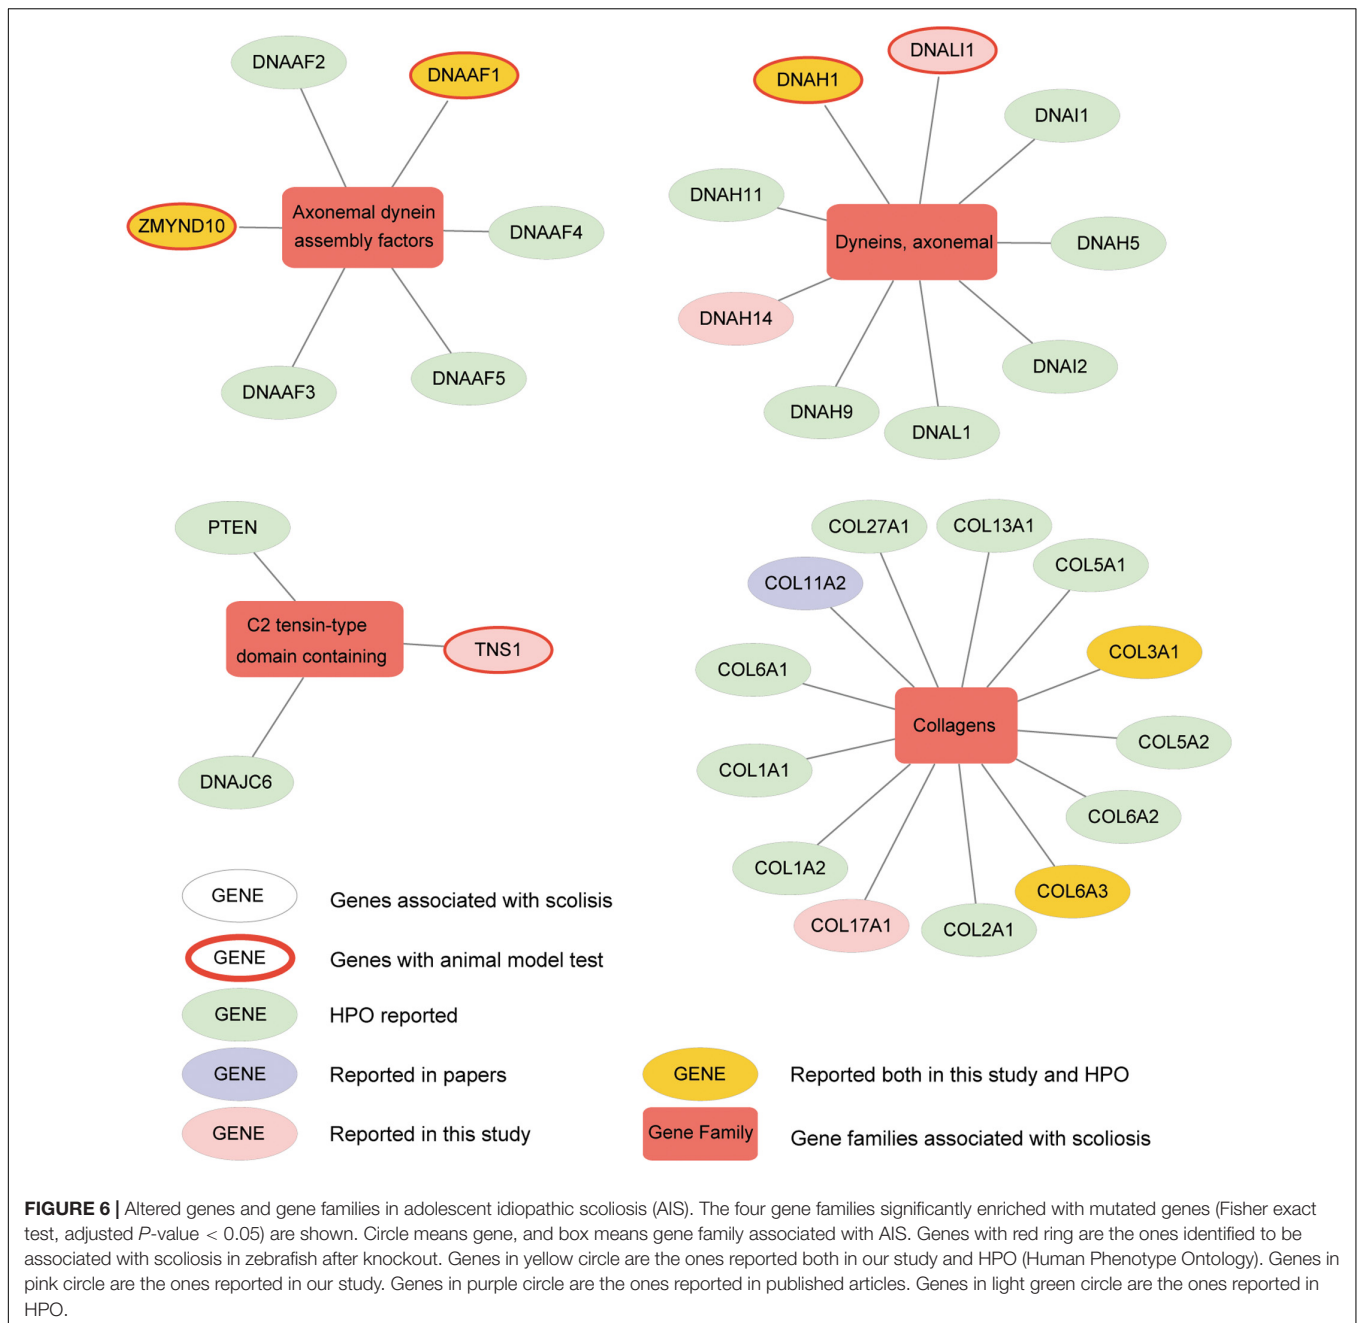 DNAAF2
DNAAF1
ZMYND10
Axonemal dynein
assembly factors
DNAAF4
DNAAF3
DNAAF5
DNALI1
DNAH1
DNAI1
DNAH11
Dyneins, axonemal
DNAH5
DNAH14
DNAI2
DNAH9
DNAL1
PTEN
C2 tensin-type
domain containing
TNS1
DNAJC6
COL27A1
COL13A1
COL11A2
COL5A1
COL6A1
COL3A1
Collagens
COL5A2
COL1A1
COL6A2
COL1A2
COL6A3
COL17A1
COL2A1
GENE Genes associated with scolisis
GENE Genes with animal model test
GENE HPO reported
GENE Reported in papers
GENE Reported in this study
GENE Reported both in this study and HPO
Gene Family Gene families associated with scoliosis
FIGURE 6 | Altered genes and gene families in adolescent idiopathic scoliosis (AIS). The four gene families significantly enriched with mutated genes (Fisher exact
test, adjusted P-value < 0.05) are shown. Circle means gene, and box means gene family associated with AIS. Genes with red ring are the ones identified to be
associated with scoliosis in zebrafish after knockout. Genes in yellow circle are the ones reported both in our study and HPO (Human Phenotype Ontology). Genes in
pink circle are the ones reported in our study. Genes in purple circle are the ones reported in published articles. Genes in light green circle are the ones reported in
HPO.